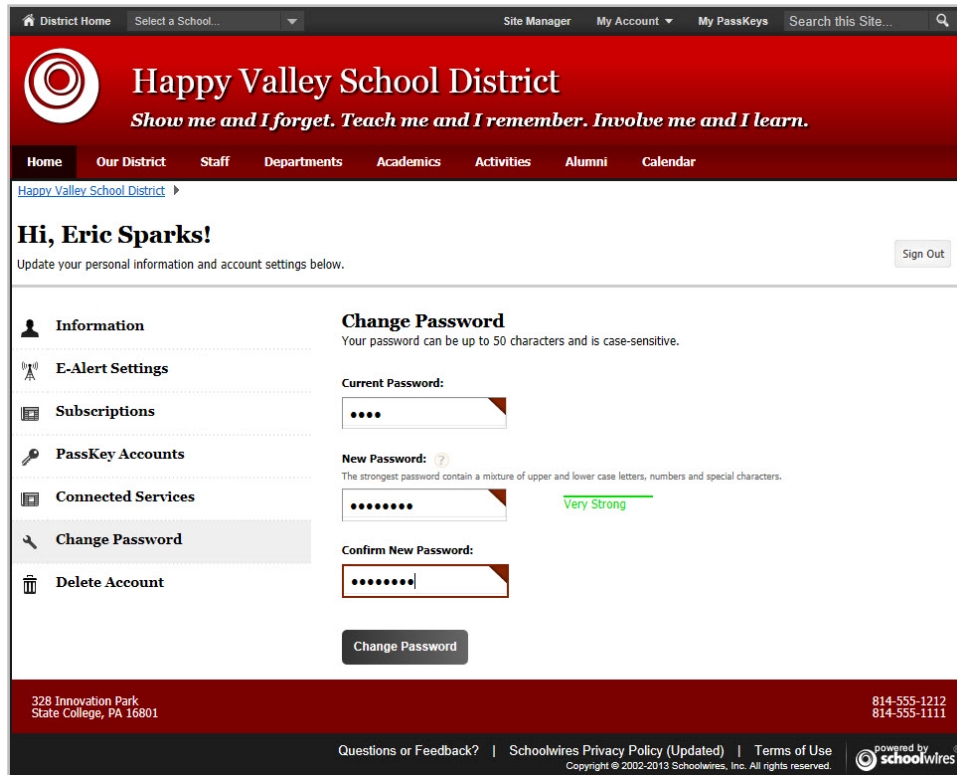 District Home Select a School... Site Manager My Account My PassKeys Search this Site...
Happy Valley School District
Show me and I forget. Teach me and I remember. Involve me and I learn.
Home Our District Staff Departments Academics Activities Alumni Calendar
Happy Valley School District
Hi, Eric Sparks!
Update your personal information and account settings below.
Sign Out
Information
E-Alert Settings
Subscriptions
PassKey Accounts
Connected Services
Change Password
Delete Account
Change Password
Your password can be up to 50 characters and is case-sensitive.
Current Password:
••••
New Password: ?
The strongest password contain a mixture of upper and lower case letters, numbers and special characters.
•••••••• Very Strong
Confirm New Password:
••••••••
Change Password
328 Innovation Park
State College, PA 16801
814-555-1212
814-555-1111
Questions or Feedback? | Schoolwires Privacy Policy (Updated) | Terms of Use
Copyright © 2002-2013 Schoolwires, Inc. All rights reserved.
powered by
schoolwires